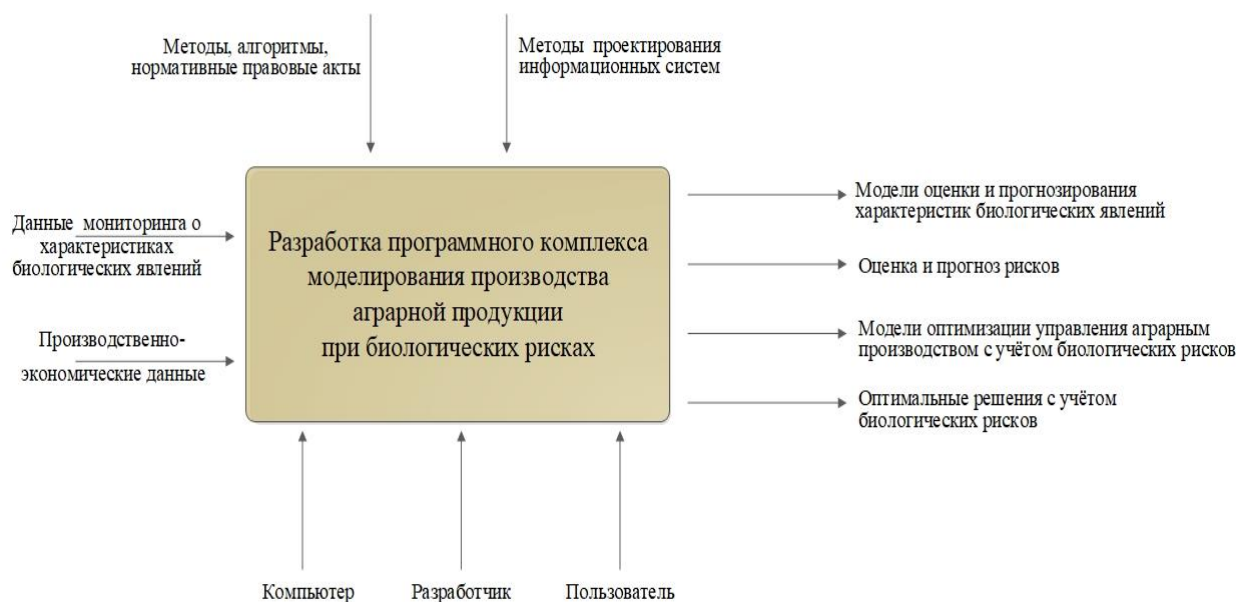 Методы, алгоритмы,
нормативные правовые акты
Методы проектирования
информационных систем
Данные мониторинга о
характеристиках
биологических явлений
Производственно-
экономические данные
Разработка программного комплекса
моделирования производства
аграрной продукции
при биологических рисках
Модели оценки и прогнозирования
характеристик биологических явлений
Оценка и прогноз рисков
Модели оптимизации управления аграрным
производством с учётом биологических рисков
Оптимальные решения с учётом
биологических рисков
Компьютер
Разработчик
Пользователь